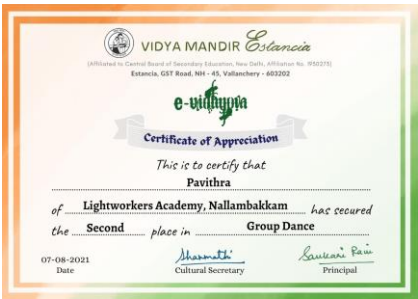 VIDYA MANDIR Estancia
(Affiliated to Central Board of Secondary Education, New Delhi, Affiliation No. 1930275)
Estancia, GST Road, NH - 45, Vallanchery - 603202
e-vidhyuta
Certificate of Appreciation
This is to certify that
Pavithra
of Lightworkers Academy, Nallambakkam has secured
the Second place in Group Dance
07-08-2021
Date
Cultural Secretary
Principal